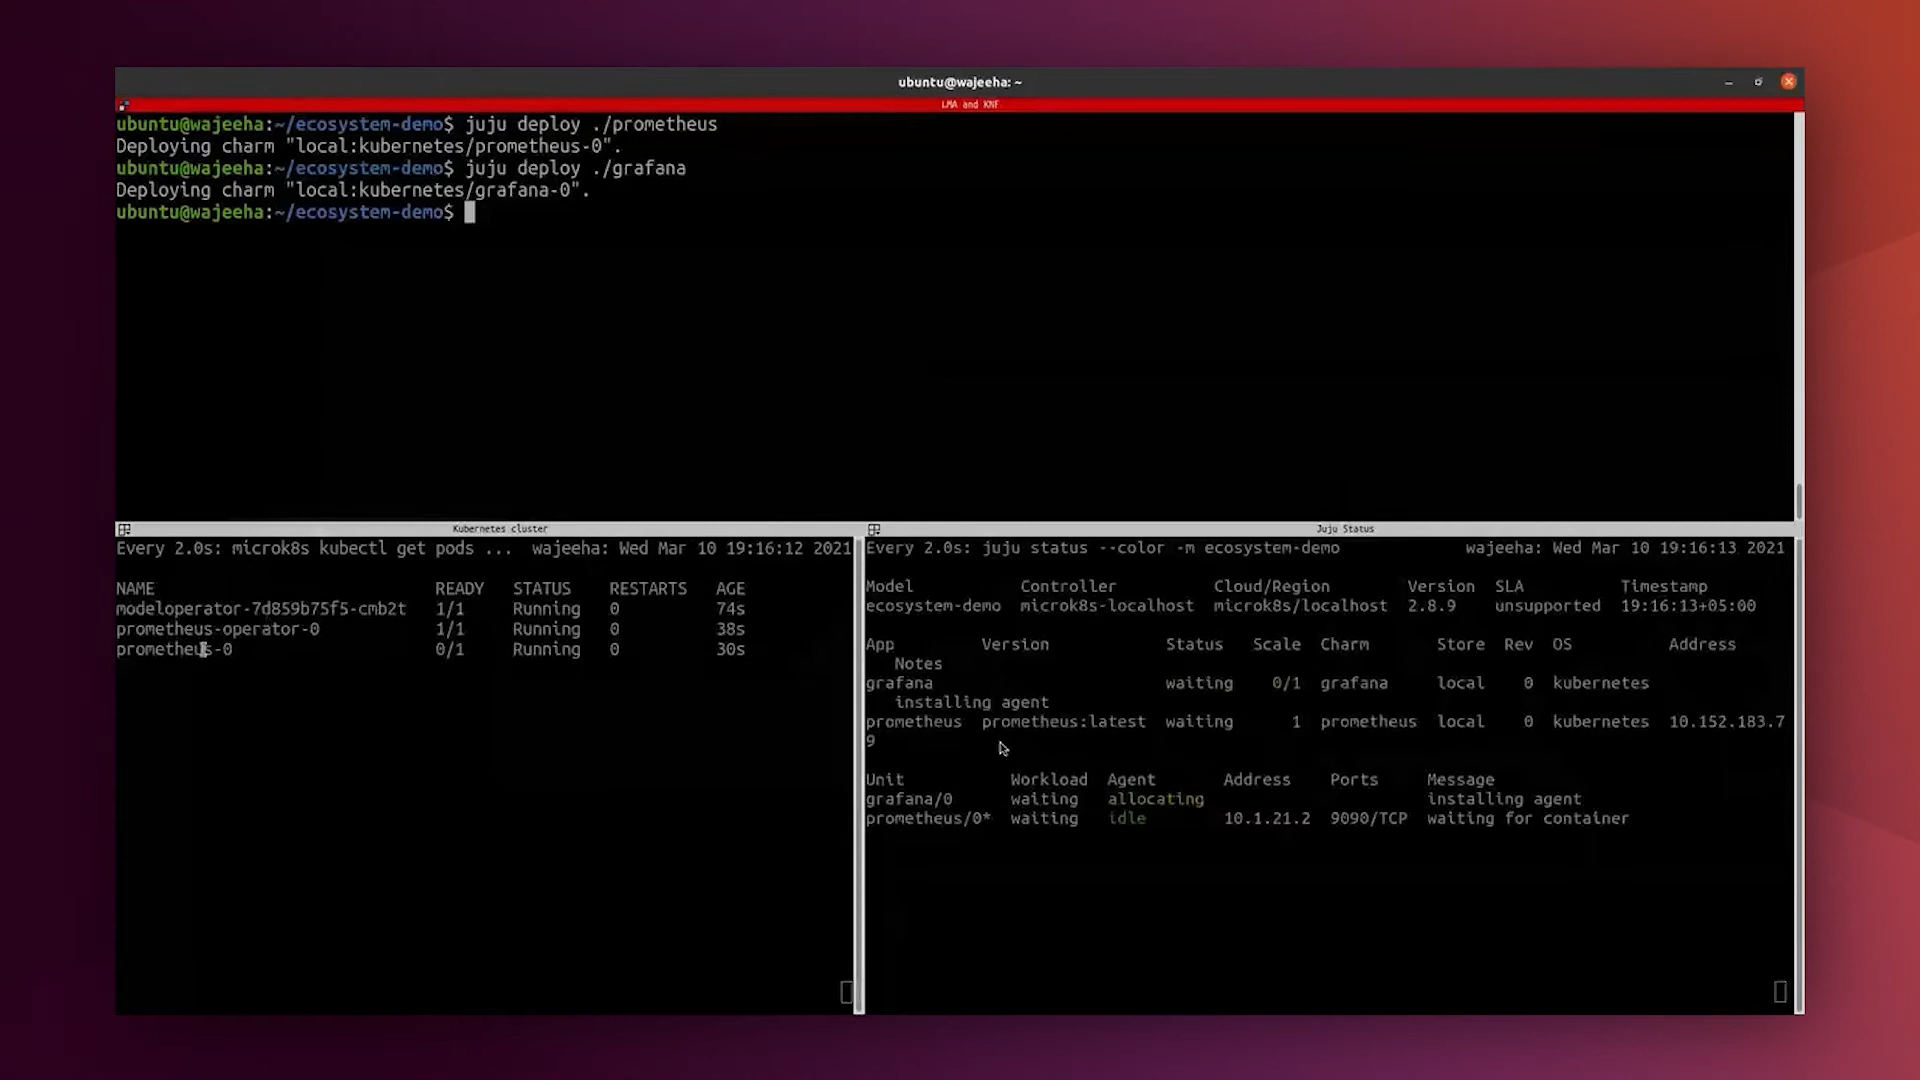 ubuntu@wajeeha: ~
LMA and KNF
ubuntu@wajeeha:~/ecosystem-demo$ juju deploy ./prometheus
Deploying charm "local:kubernetes/prometheus-0".
ubuntu@wajeeha:~/ecosystem-demo$ juju deploy ./grafana
Deploying charm "local:kubernetes/grafana-0".
ubuntu@wajeeha:~/ecosystem-demo$
Kubernetes cluster
Every 2.0s: microk8s kubectl get pods ... wajeeha: Wed Mar 10 19:16:12 2021
NAME READY STATUS RESTARTS AGE
modeloperator-7d859b75f5-cmb2t 1/1 Running 0 74s
prometheus-operator-0 1/1 Running 0 38s
prometheus-0 0/1 Running 0 30s
Juju Status
Every 2.0s: juju status --color -m ecosystem-demo wajeeha: Wed Mar 10 19:16:13 2021
Model Controller Cloud/Region Version SLA Timestamp
ecosystem-demo microk8s-localhost microk8s/localhost 2.8.9 unsupported 19:16:13+05:00
App Version Status Scale Charm Store Rev OS Address
Notes
grafana waiting 0/1 grafana local 0 kubernetes
installing agent
prometheus prometheus:latest waiting 1 prometheus local 0 kubernetes 10.152.183.7
9
Unit Workload Agent Address Ports Message
grafana/0 waiting allocating installing agent
prometheus/0* waiting idle 10.1.21.2 9090/TCP waiting for container